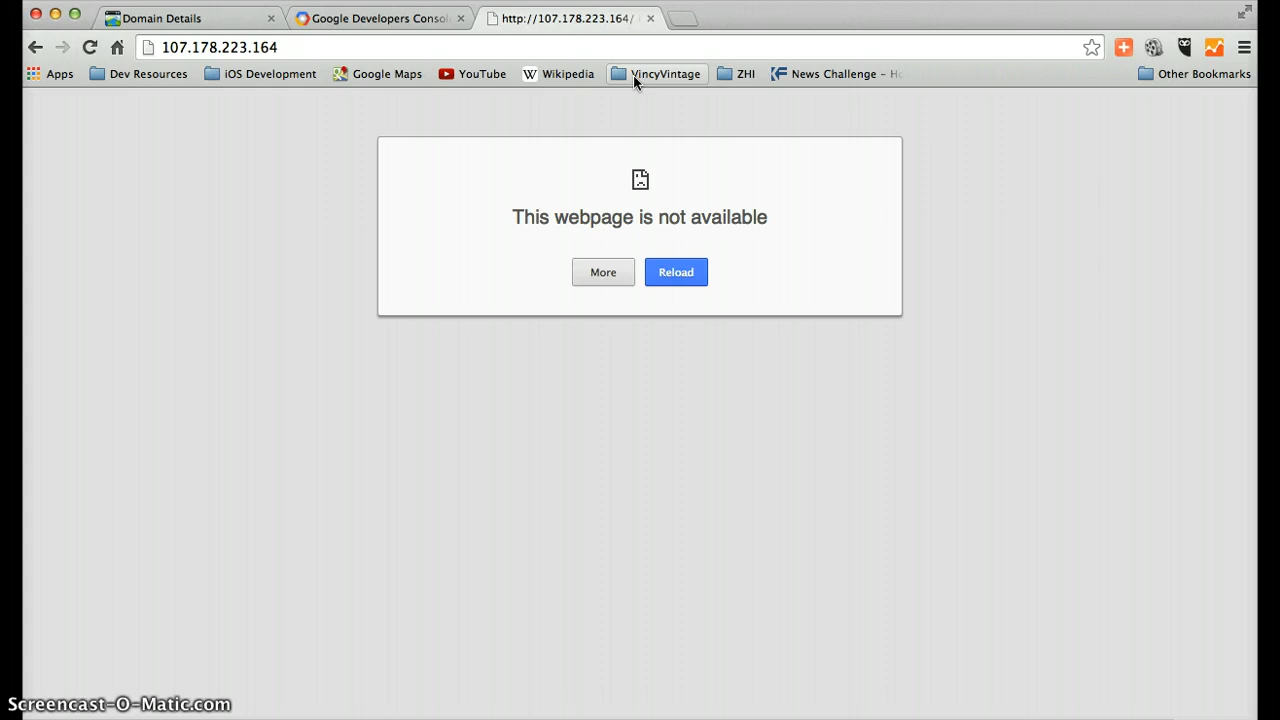 Domain Details
Google Developers Consol
http://107.178.223.164/
107.178.223.164
Apps Dev Resources iOS Development Google Maps YouTube W Wikipedia VincyVintage ZHI News Challenge - Ho Other Bookmarks
This webpage is not available
More Reload
Screencast-O-Matic.com